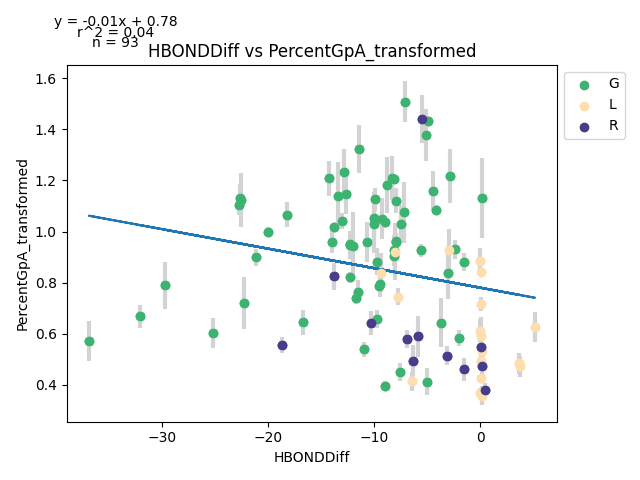 y = -0.01x + 0.78
r^2 = 0.04
n = 93
HBONDDiff vs PercentGpA_transformed
PercentGpA_transformed
1.6
1.4
1.2
1.0
0.8
0.6
0.4
−30
−20
−10
0
HBONDDiff
G
L
R